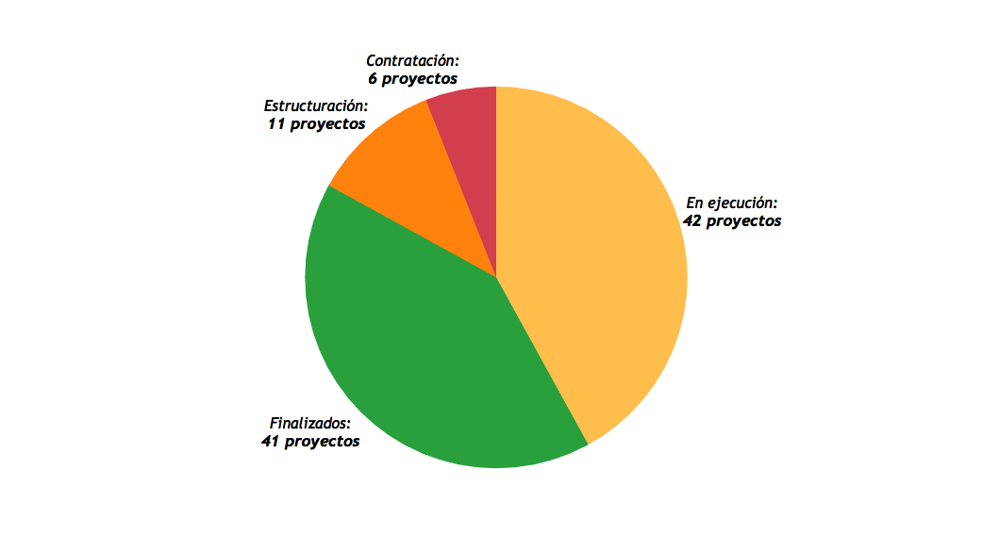 Contratación:
6 proyectos
Estructuración:
11 proyectos
En ejecución:
42 proyectos
Finalizados:
41 proyectos